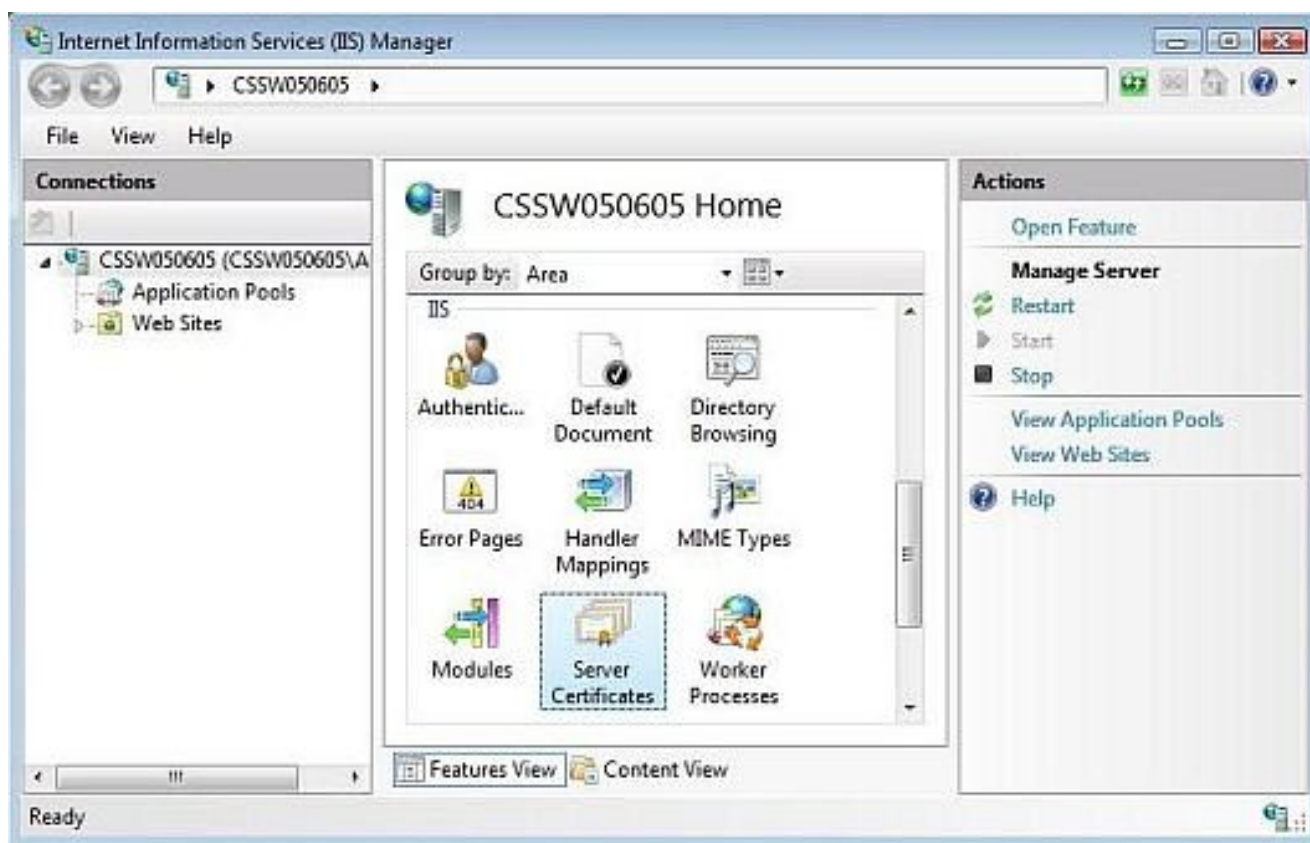 Internet Information Services (IIS) Manager
CSSW050605
File View Help
Connections
CSSW050605 (CSSW050605\A
Application Pools
Web Sites
CSSW050605 Home
Group by: Area
IIS
Authentic... Default Document Directory Browsing
Error Pages Handler Mappings MIME Types
404
Modules Server Certificates Worker Processes
Features View Content View
Actions
Open Feature
Manage Server
Restart
Start
Stop
View Application Pools
View Web Sites
Help
Ready